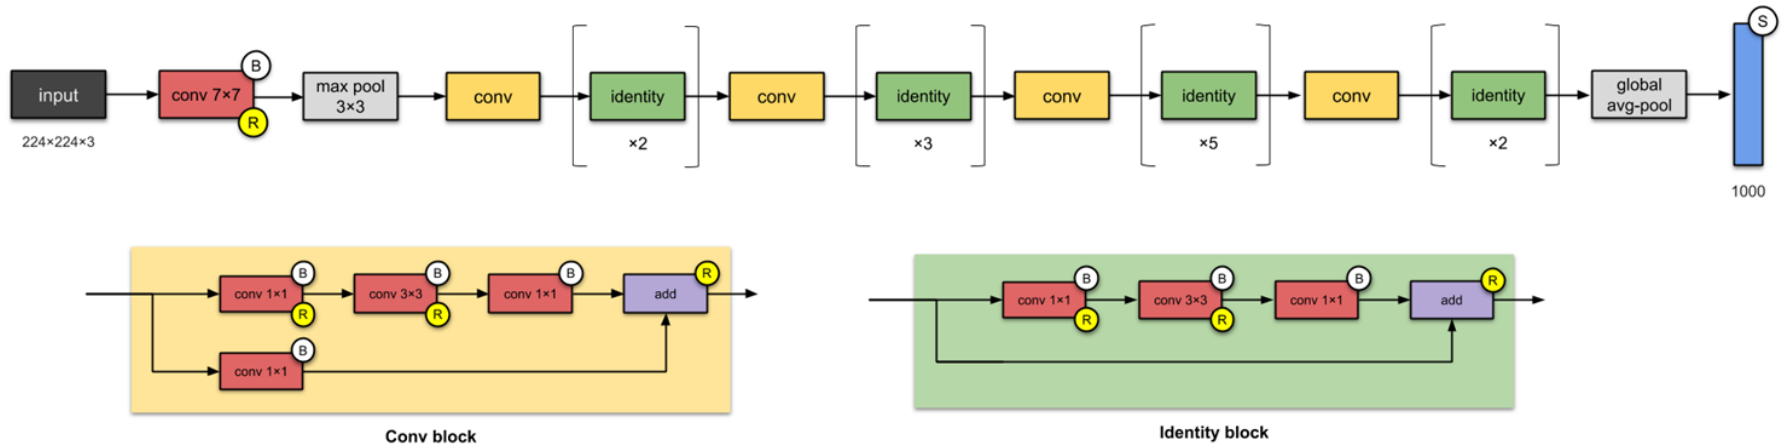 input
224×224×3
conv 7×7
B
R
max pool
3×3
conv
identity
×2
conv
identity
×3
conv
identity
×5
conv
identity
×2
global
avg-pool
S
1000
conv 1×1
B
R
conv 3×3
B
R
conv 1×1
B
add
R
conv 1×1
B
Conv block
conv 1×1
B
R
conv 3×3
B
R
conv 1×1
B
add
R
Identity block